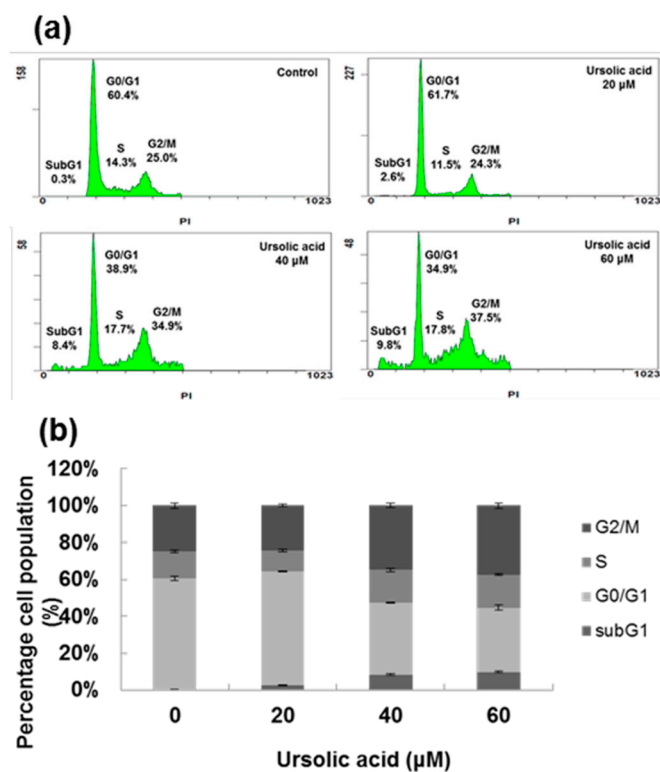 (a)
158
G0/G1
60.4%
SubG1
0.3%
S
14.3%
G2/M
25.0%
Control
0
PI
1023
227
G0/G1
61.7%
SubG1
2.6%
S
11.5%
G2/M
24.3%
Ursolic acid
20 µM
0
PI
1023
58
G0/G1
38.9%
SubG1
8.4%
S
17.7%
G2/M
34.9%
Ursolic acid
40 µM
0
PI
1023
48
G0/G1
34.9%
SubG1
9.8%
S
17.8%
G2/M
37.5%
Ursolic acid
60 µM
0
PI
1023
(b)
Percentage cell population
(%)
120%
100%
80%
60%
40%
20%
0%
0
20
40
60
Ursolic acid (µM)
G2/M
S
G0/G1
subG1